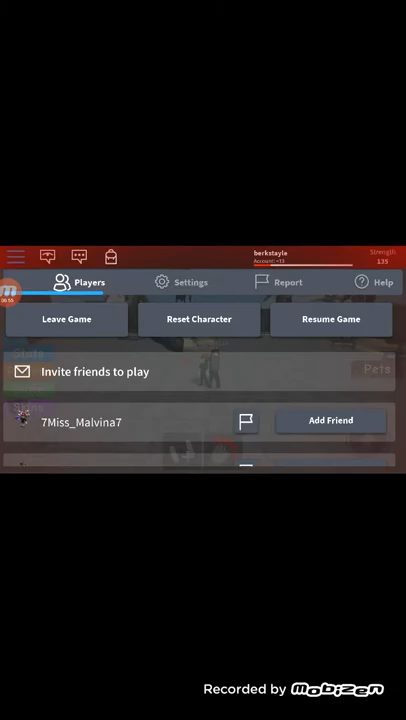 berkstayle
Account: <13
Strength
135
Players
Settings
Report
Help
Leave Game
Reset Character
Resume Game
Invite friends to play
Stats
Pets
7Miss_Malvina7
Add Friend
Recorded by MOBIZEN